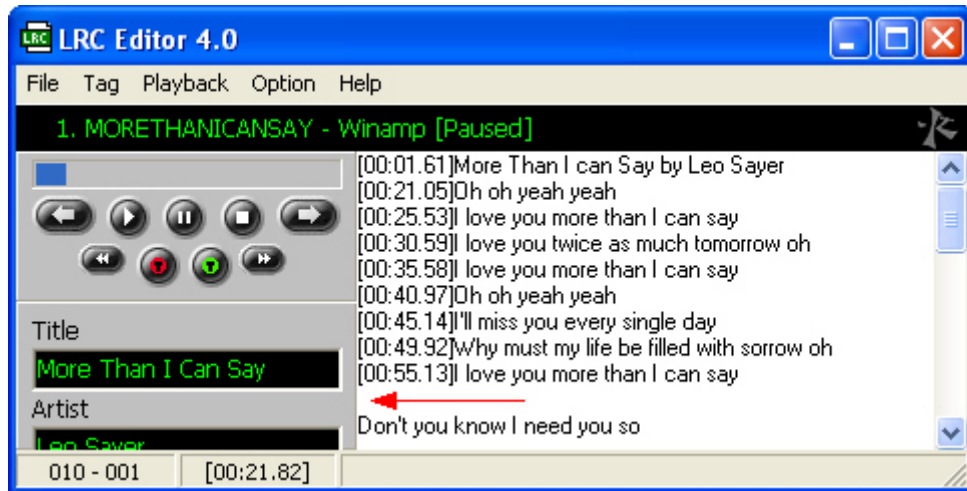 LRC LRC Editor 4.0
File Tag Playback Option Help
1. MORETHANICANSAY - Winamp [Paused]
[00:01.61]More Than I can Say by Leo Sayer
[00:21.05]Oh oh yeah yeah
[00:25.53]I love you more than I can say
[00:30.59]I love you twice as much tomorrow oh
[00:35.58]I love you more than I can say
[00:40.97]Oh oh yeah yeah
[00:45.14]I'll miss you every single day
[00:49.92]Why must my life be filled with sorrow oh
[00:55.13]I love you more than I can say
Don't you know I need you so
T T
Title
More Than I Can Say
Artist
Leo Sayer
010 - 001 [00:21.82]